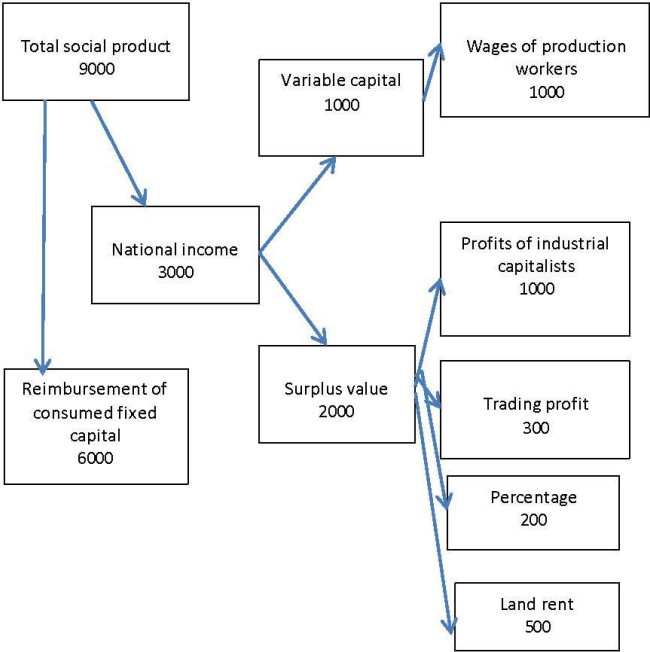 Total social product
9000
Variable capital
1000
Wages of production
workers
1000
National income
3000
Profits of industrial
capitalists
1000
Reimbursement of
consumed fixed
capital
6000
Surplus value
2000
Trading profit
300
Percentage
200
Land rent
500